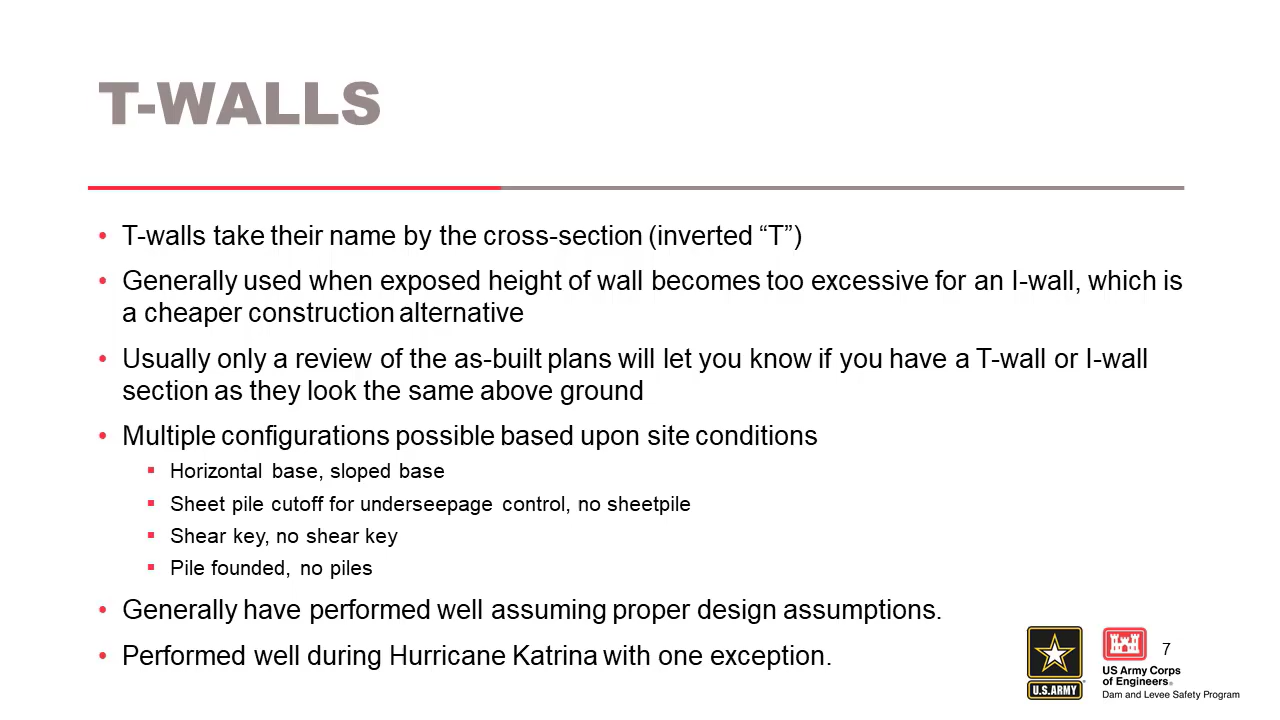 T-WALLS
• T-walls take their name by the cross-section (inverted “T”)
• Generally used when exposed height of wall becomes too excessive for an I-wall, which is
a cheaper construction alternative
• Usually only a review of the as-built plans will let you know if you have a T-wall or I-wall
section as they look the same above ground
• Multiple configurations possible based upon site conditions
▪ Horizontal base, sloped base
▪ Sheet pile cutoff for underseepage control, no sheetpile
▪ Shear key, no shear key
▪ Pile founded, no piles
• Generally have performed well assuming proper design assumptions.
• Performed well during Hurricane Katrina with one exception.
U.S.ARMY
US Army Corps
of Engineers®
Dam and Levee Safety Program
7